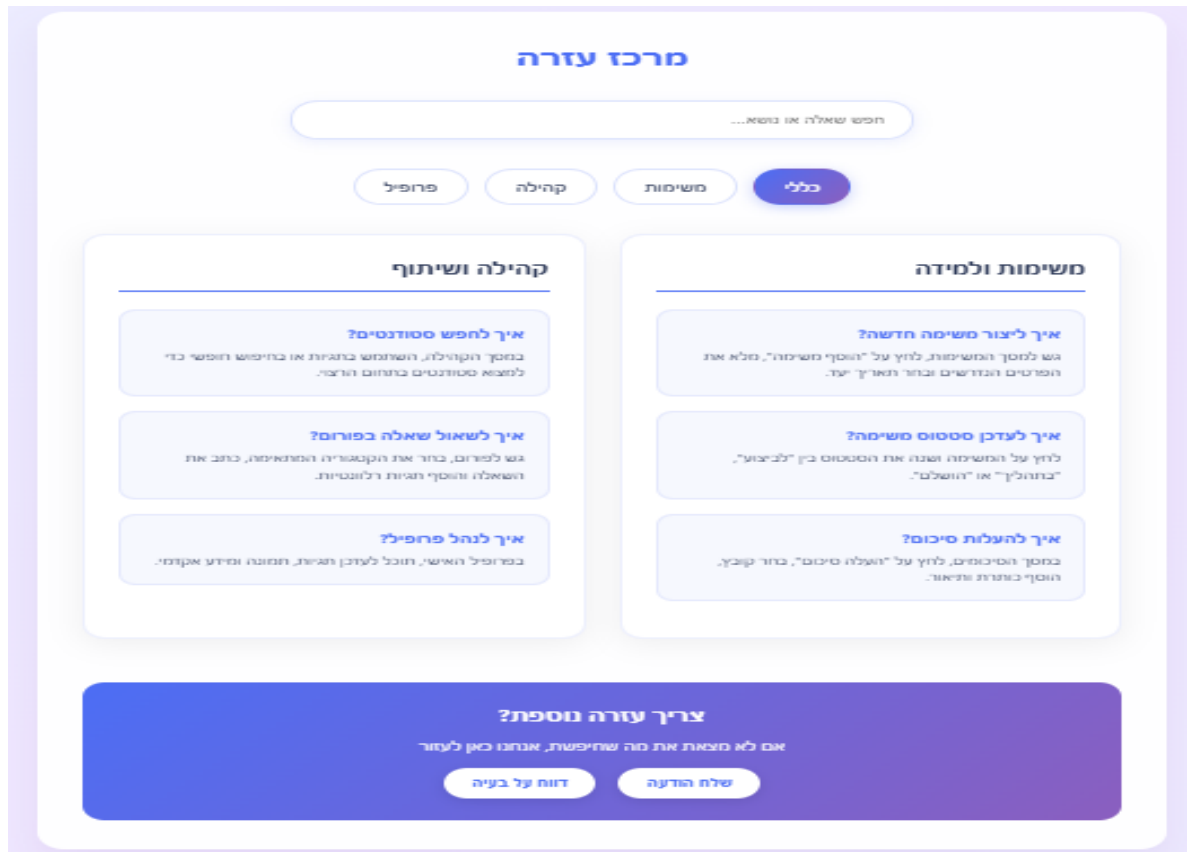 מרכז עזרה
חפש שאלה או נושא...
כללי
משימות
קהילה
פרופיל
משימות ולמידה
איך ליצור משימה חדשה?
גש למסך המשימות, לחץ על "הוסף משימה", מלא את
הפרטים הנדרשים ובחר תאריך יעד.
איך לעדכן סטטוס משימה?
לחץ על המשימה ושנה את הסטטוס בין "לביצוע",
"בתהליך" או "הושלם".
איך להעלות סיכום?
במסך הסיכומים, לחץ על "העלה סיכום", בחר קובץ,
הוסף כותרת ותיאור.
קהילה ושיתוף
איך לחפש סטודנטים?
במסך הקהילה, השתמש בתגיות או בחיפוש חופשי כדי
למצוא סטודנטים בתחום הרצוי.
איך לשאול שאלה בפורום?
גש לפורום, בחר את הקטגוריה המתאימה, כתב את
השאלה והוסף תגיות רלוונטיות.
איך לנהל פרופיל?
בפרופיל האישי, תוכל לעדכן תגיות, תמונה ומידע אקדמי.
צריך עזרה נוספת?
אם לא מצאת את מה שחיפשת, אנחנו כאן לעזור
שלח הודעה
דווח על בעיה